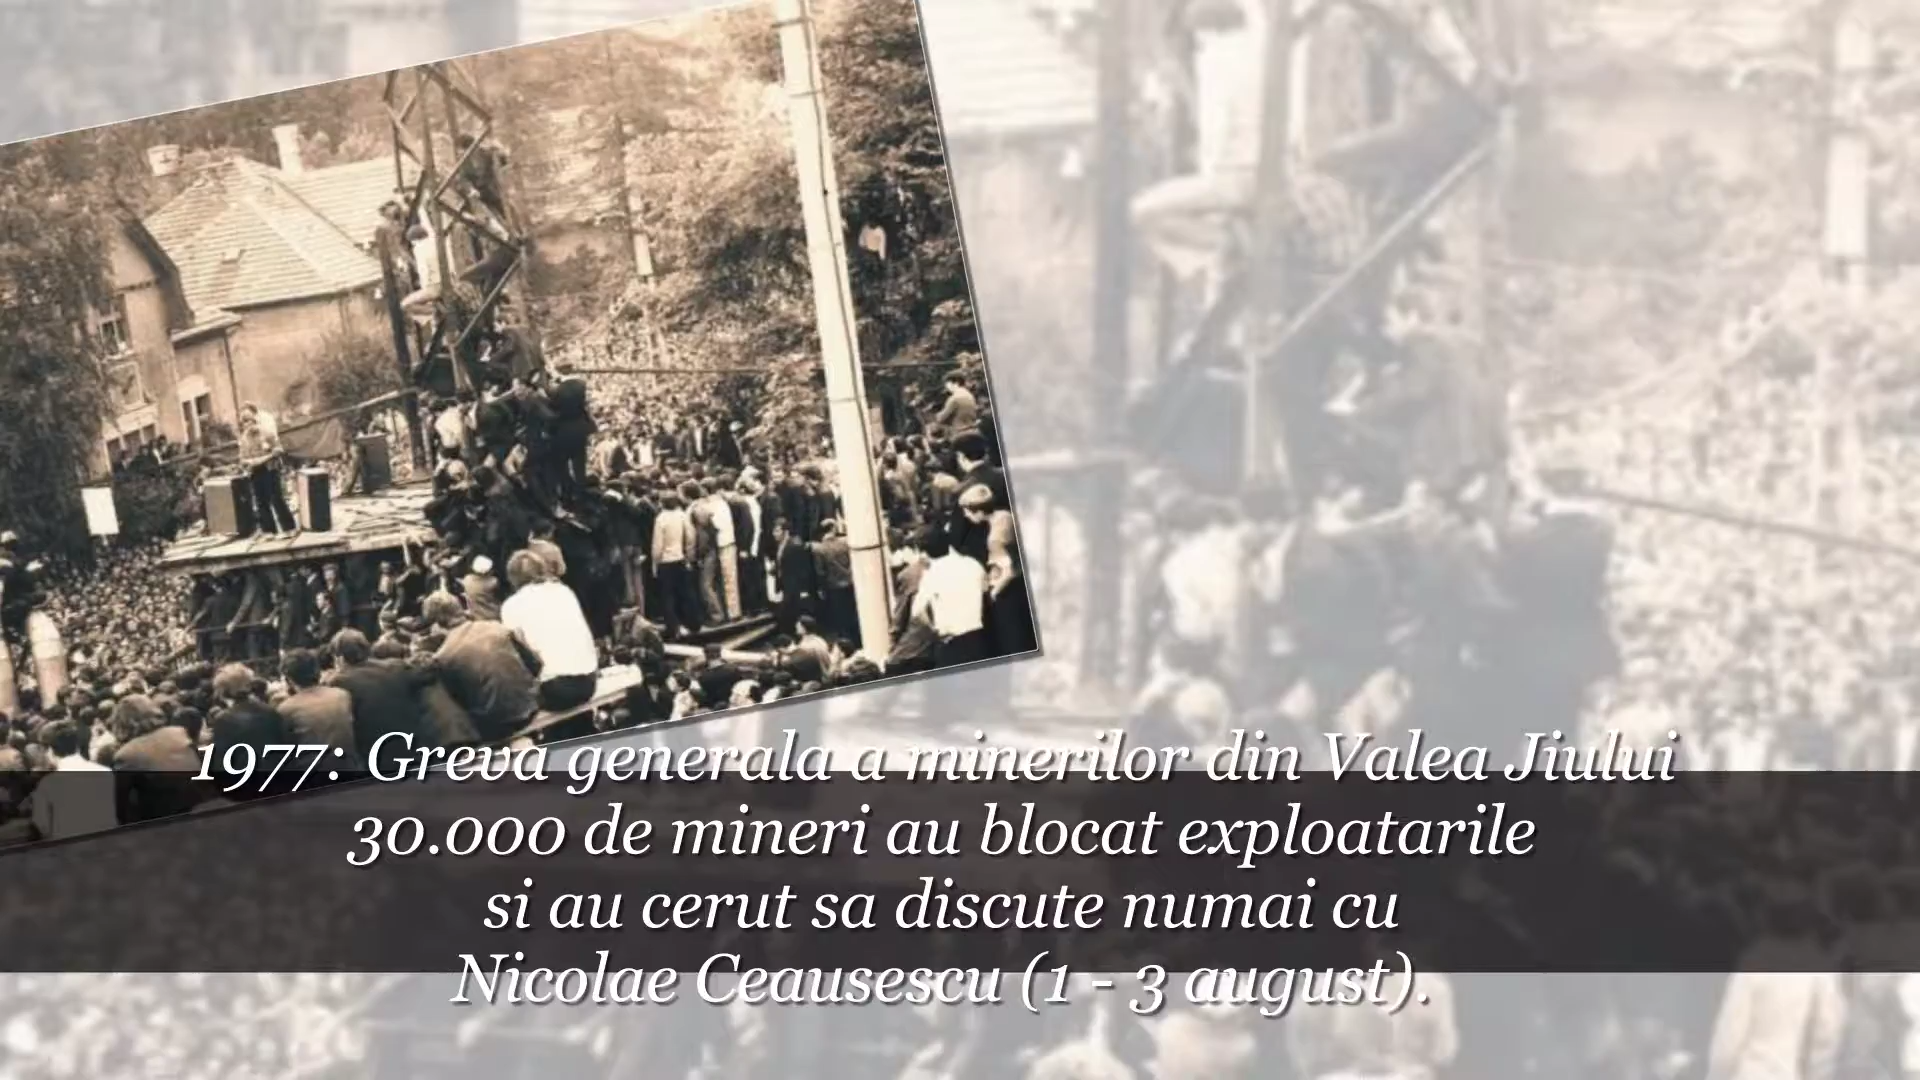 1977: Greva generala a minerilor din Valea Jiului
30.000 de mineri au blocat exploatarile
si au cerut sa discute numai cu
Nicolae Ceausescu (1 - 3 august).